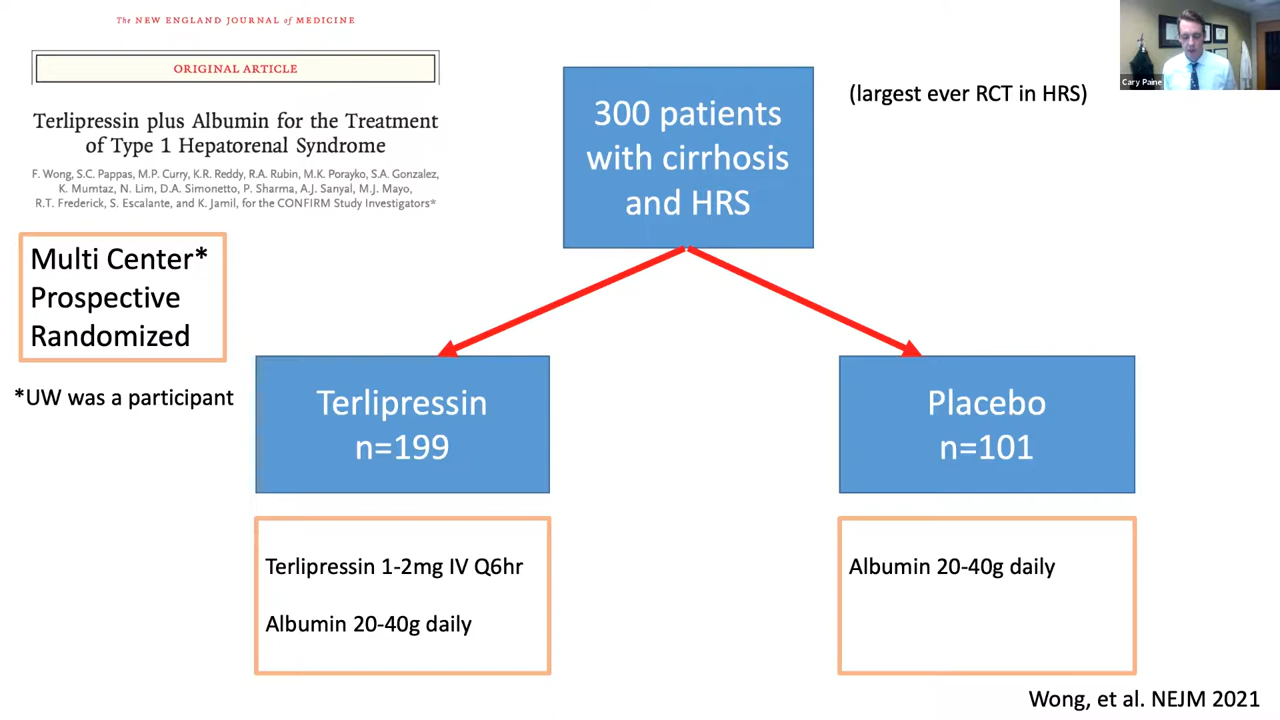 The NEW ENGLAND JOURNAL of MEDICINE
ORIGINAL ARTICLE
Terlipressin plus Albumin for the Treatment
of Type 1 Hepatorenal Syndrome
F. Wong, S.C. Pappas, M.P. Curry, K.R. Reddy, R.A. Rubin, M.K. Porayko, S.A. Gonzalez,
K. Mumtaz, N. Lim, D.A. Simonetto, P. Sharma, A.J. Sanyal, M.J. Mayo,
R.T. Frederick, S. Escalante, and K. Jamil, for the CONFIRM Study Investigators*
Multi Center*
Prospective
Randomized
*UW was a participant
300 patients
with cirrhosis
and HRS
(largest ever RCT in HRS)
Cary Paine
Terlipressin
n=199
Placebo
n=101
Terlipressin 1-2mg IV Q6hr
Albumin 20-40g daily
Albumin 20-40g daily
Wong, et al. NEJM 2021